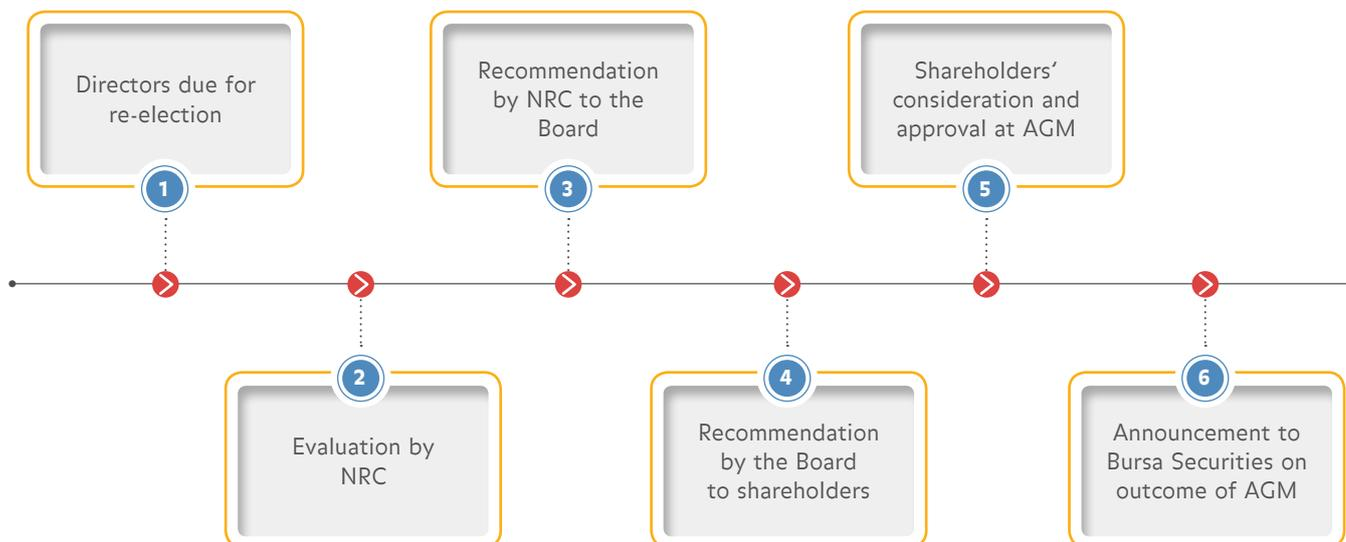 Directors due for
re-election
1
2
Evaluation by
NRC
Recommendation
by NRC to the
Board
3
4
Recommendation
by the Board
to shareholders
Shareholders’
consideration and
approval at AGM
5
6
Announcement to
Bursa Securities on
outcome of AGM